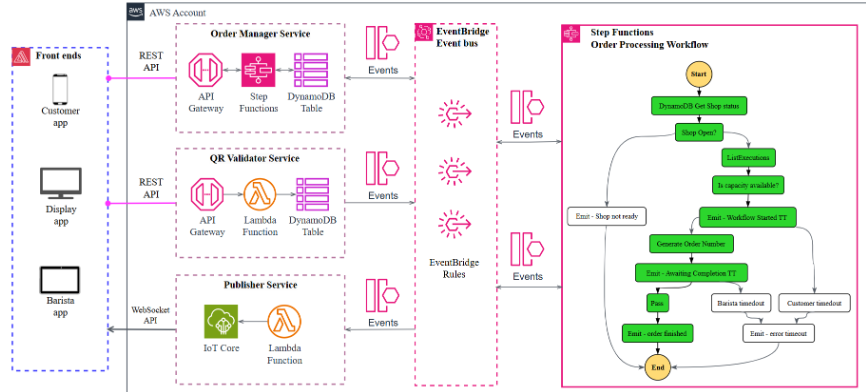 aws
AWS Account
Front ends
Customer
app
Display
app
Barista
app
REST
API
REST
API
WebSocket
API
Order Manager Service
API
Gateway
Step
Functions
DynamoDB
Table
QR Validator Service
API
Gateway
Lambda
Function
DynamoDB
Table
Publisher Service
IoT Core
Lambda
Function
Events
Events
Events
EventBridge
Event bus
EventBridge
Rules
Events
Events
Step Functions
Order Processing Workflow
Start
DynamoDB Get Shop status
Shop Open?
ListExecutions
Is capacity available?
Emit - Shop not ready
Emit - Workflow Started TT
Generate Order Number
Emit - Awaiting Completion TT
Pass
Barista timedout
Customer timedout
Emit - order finished
Emit - error timeout
End